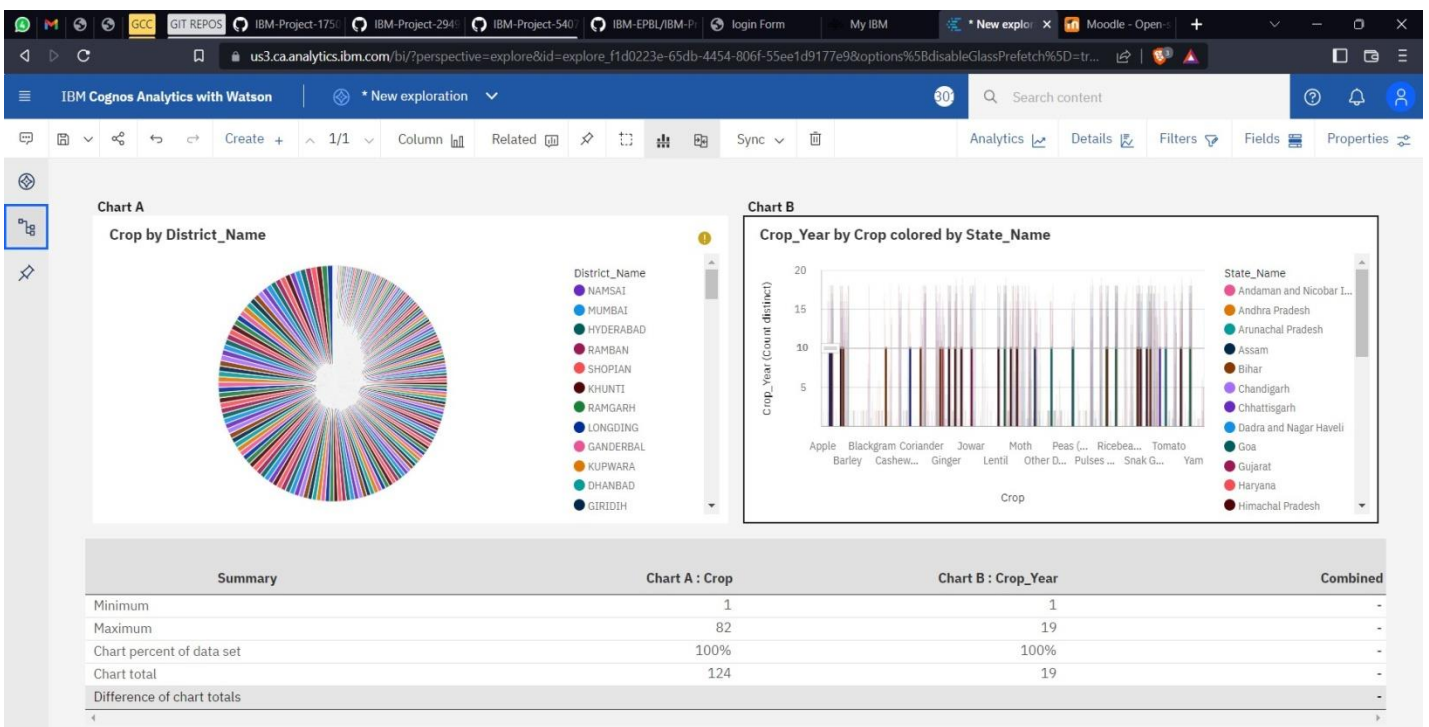 GCC GIT REPOS IBM-Project-1750 IBM-Project-2949 IBM-Project-5407 IBM-EPBL/IBM-Pr login Form My IBM * New explor Moodle - Open-s
us3.ca.analytics.ibm.com/bi/?perspective=explore&id=explore_f1d0223e-65db-4454-806f-55ee1d9177e9&options%5BdisableGlassPrefetch%5D=tr...
IBM Cognos Analytics with Watson * New exploration Search content
Create + 1/1 Column Related Sync Analytics Details Filters Fields Properties
Chart A
Crop by District_Name
District_Name
NAMSAI
MUMBAI
HYDERABAD
RAMBAN
SHOPIAN
KHUNTI
RAMGARH
LONGDING
GANDERBAL
KUPWARA
DHANBAD
GIRIDIH
Chart B
Crop_Year by Crop colored by State_Name
Crop_Year (Count distinct)
20
15
10
5
Apple Blackgram Coriander Jowar Moth Peas (... Ricebea... Tomato
Barley Cashew... Ginger Lentil Other D... Pulses ... Snak G... Yam
Crop
State_Name
Andaman and Nicobar I...
Andhra Pradesh
Arunachal Pradesh
Assam
Bihar
Chandigarh
Chhattisgarh
Dadra and Nagar Haveli
Goa
Gujarat
Haryana
Himachal Pradesh
Summary Chart A : Crop Chart B : Crop_Year Combined
Minimum 1 1 -
Maximum 82 19 -
Chart percent of data set 100% 100% -
Chart total 124 19 -
Difference of chart totals -